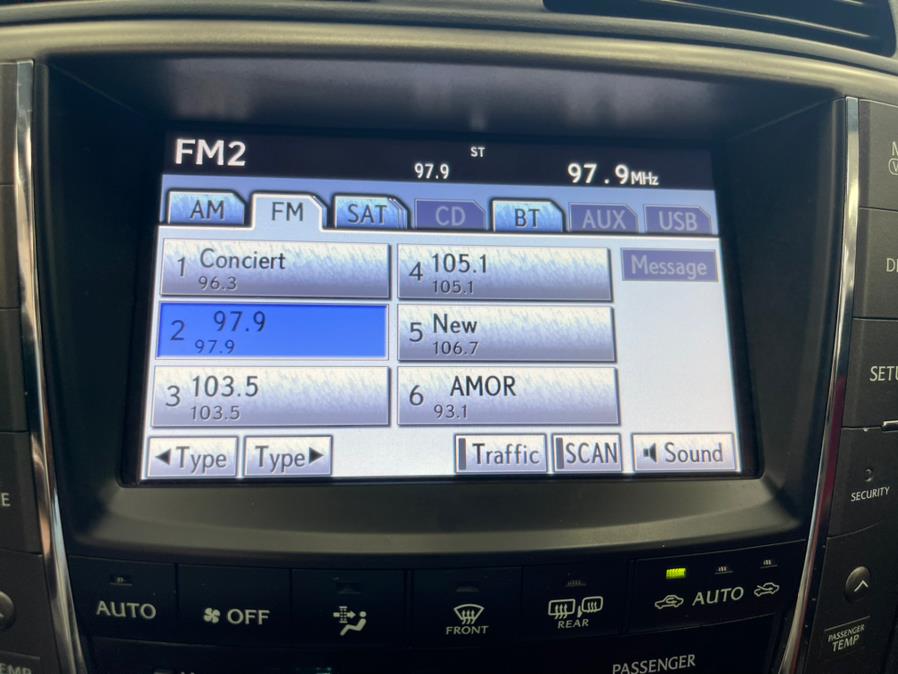 FM2
ST
97.9
97.9MHz
AM FM SAT CD BT AUX USB
1 Conciert
96.3
4 105.1
105.1
Message
2 97.9
97.9
5 New
106.7
3 103.5
103.5
6 AMOR
93.1
◀Type Type▶ Traffic SCAN Sound
SETU
SECURITY
AUTO
OFF
FRONT
REAR
AUTO
PASSENGER
TEMP
PASSENGER